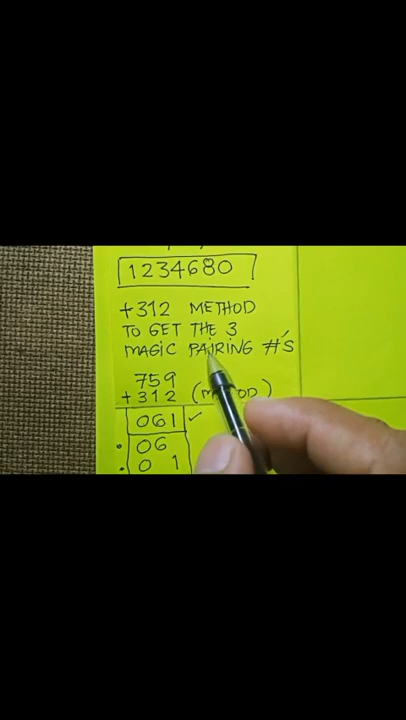 1234680
+312 METHOD
TO GET THE 3
MAGIC PAIRING #'S
759
+312
061 ✓
• 06
• 0 1